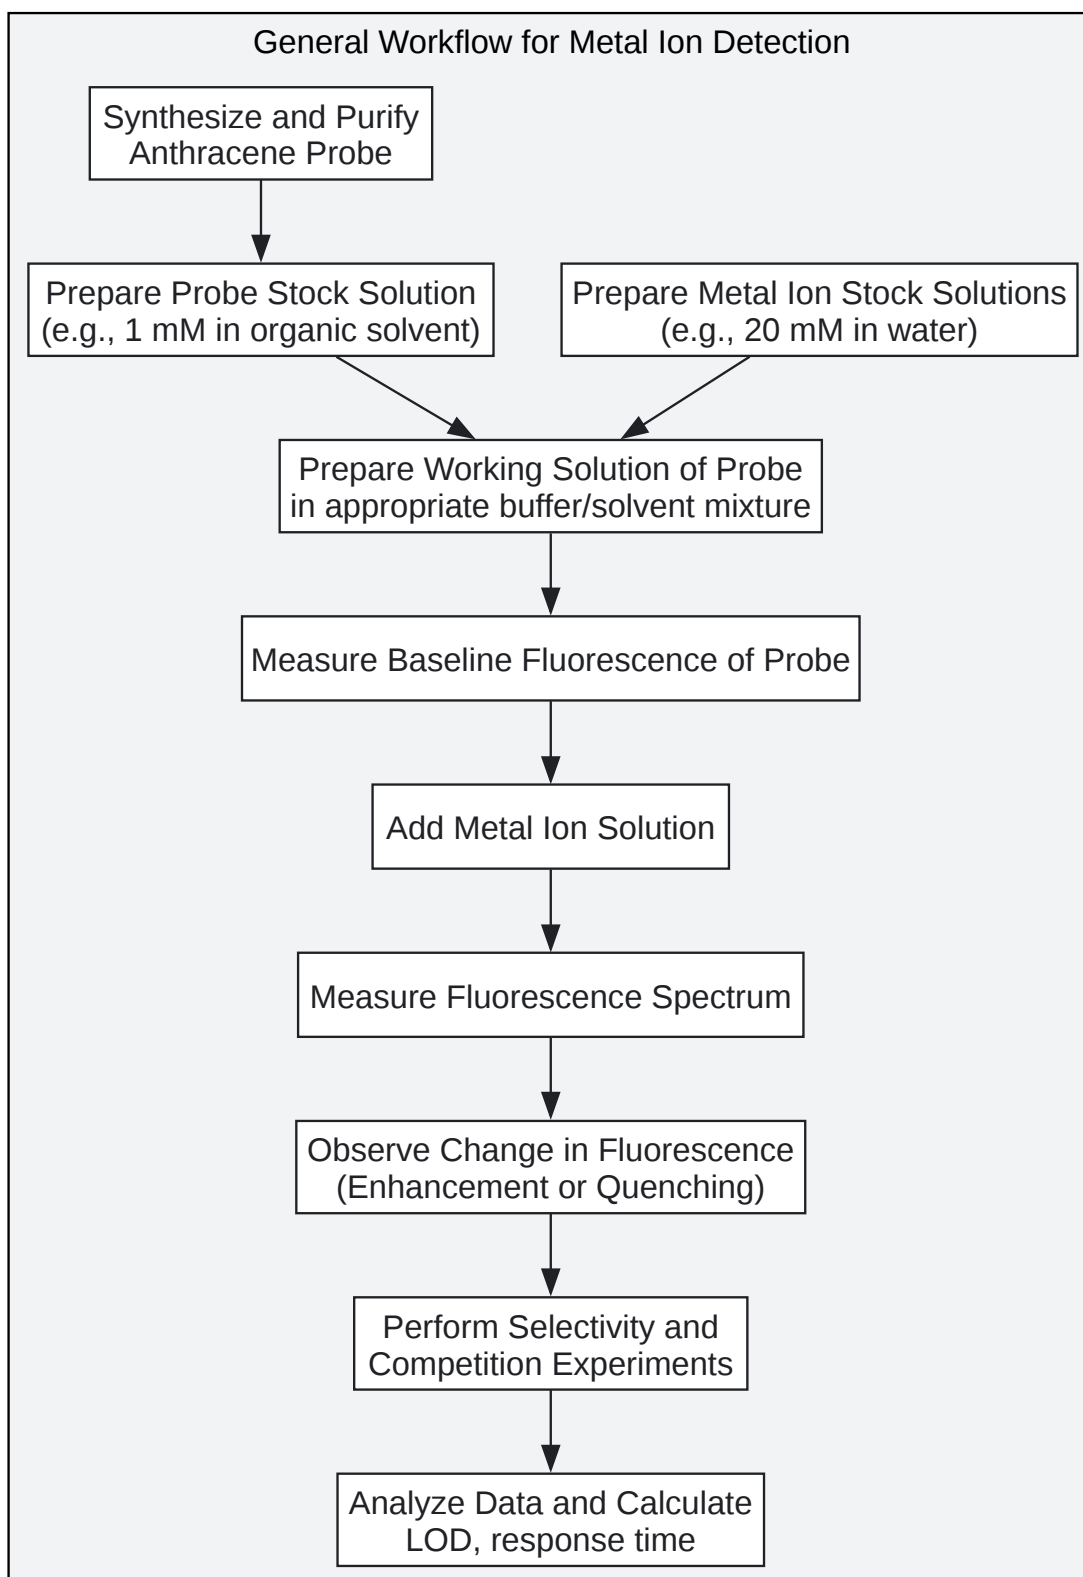 General Workflow for Metal Ion Detection
Synthesize and Purify
Anthracene Probe
Prepare Probe Stock Solution
(e.g., 1 mM in organic solvent)
Prepare Metal Ion Stock Solutions
(e.g., 20 mM in water)
Prepare Working Solution of Probe
in appropriate buffer/solvent mixture
Measure Baseline Fluorescence of Probe
Add Metal Ion Solution
Measure Fluorescence Spectrum
Observe Change in Fluorescence
(Enhancement or Quenching)
Perform Selectivity and
Competition Experiments
Analyze Data and Calculate
LOD, response time